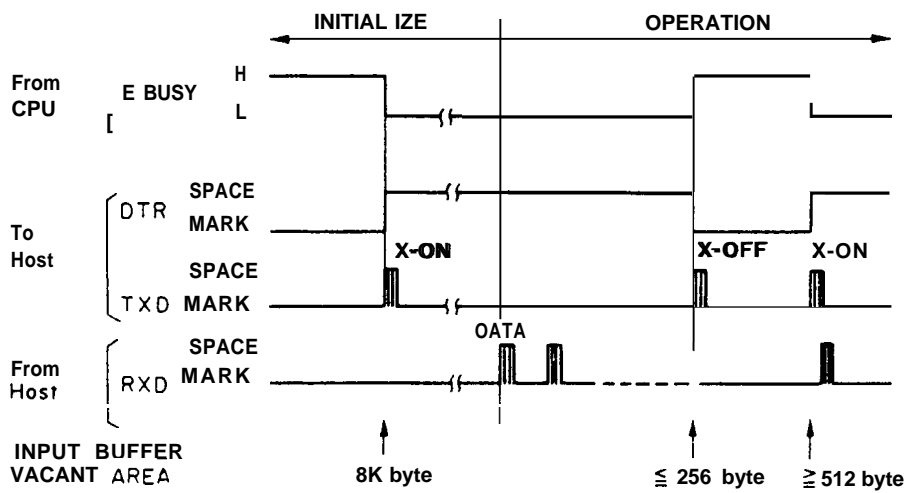 INITIAL IZE OPERATION
From CPU
E BUSY
[
H
L
To Host
DTR
SPACE
MARK
X-ON X-OFF X-ON
TXD
SPACE
MARK
OATA
From Host
RXD
SPACE
MARK
INPUT BUFFER
VACANT AREA 8K byte ≦ 256 byte ≧ 512 byte